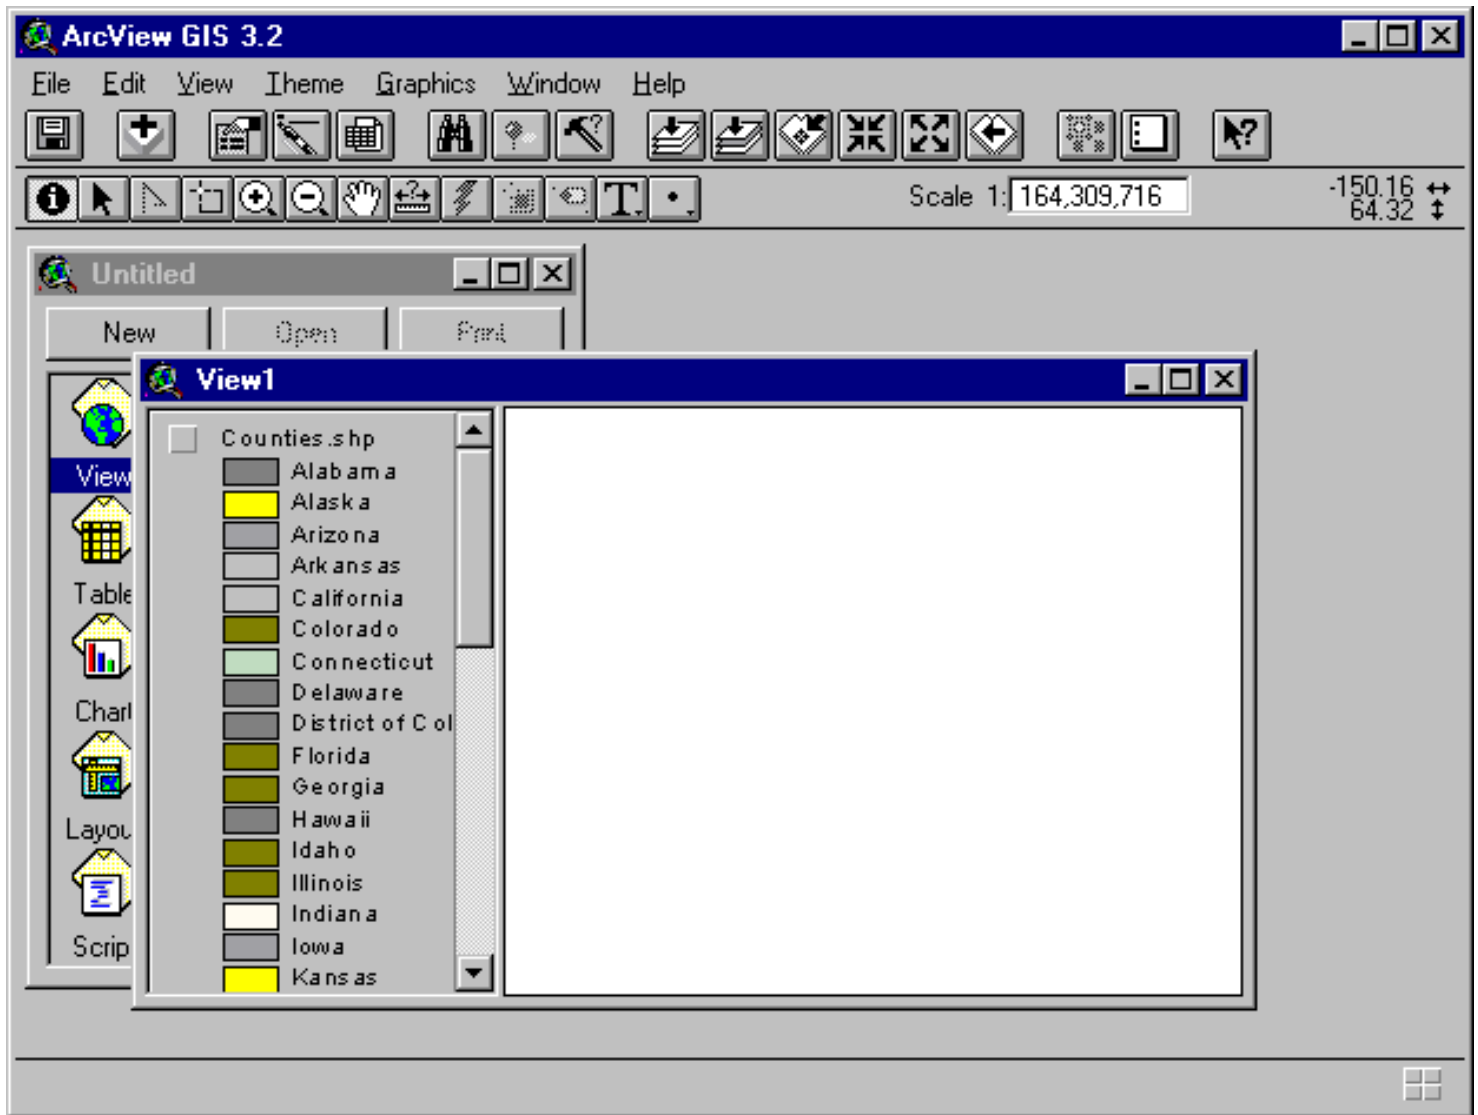 ArcView GIS 3.2
File Edit View Theme Graphics Window Help
Scale 1: 164,309,716
-150.16
64.32
Untitled
New Open Print
View1
View
Table
Chart
Layou
Scrip
Counties.shp
Alabama
Alaska
Arizona
Arkansas
California
Colorado
Connecticut
Delaware
District of Col
Florida
Georgia
Hawaii
Idaho
Illinois
Indiana
Iowa
Kansas